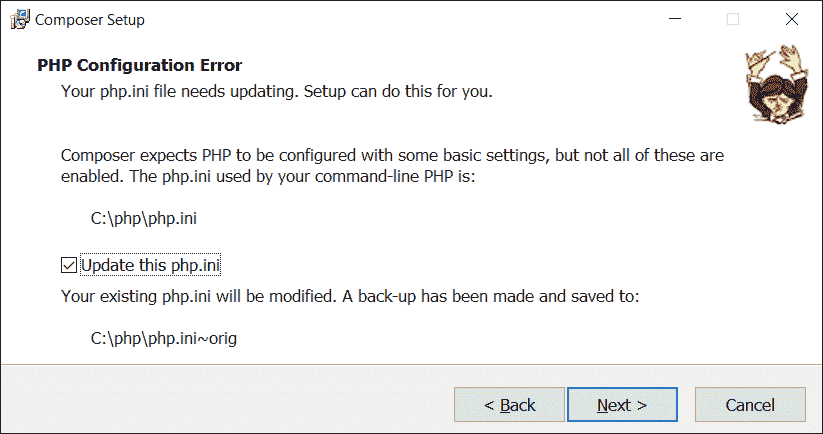 Composer Setup
PHP Configuration Error
Your php.ini file needs updating. Setup can do this for you.
Composer expects PHP to be configured with some basic settings, but not all of these are
enabled. The php.ini used by your command-line PHP is:
C:\php\php.ini
Update this php.ini
Your existing php.ini will be modified. A back-up has been made and saved to:
C:\php\php.ini~orig
< Back Next > Cancel